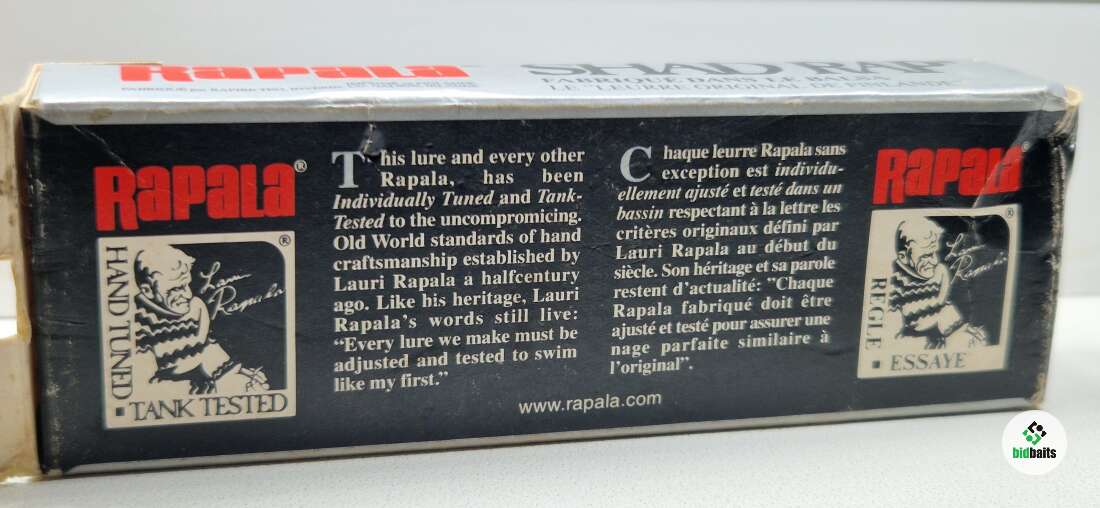 RAPALA
SHAD RAP
FABRIQUÉ DANS LE BALSA
LE "LEURRE ORIGINAL DE FINLANDE"
RAPALA®
HAND TUNED ▪ TANK TESTED
Lauri
Rapala
®
This lure and every other
Rapala, has been
Individually Tuned and Tank-
Tested to the uncompromicing.
Old World standards of hand
craftsmanship established by
Lauri Rapala a halfcentury
ago. Like his heritage, Lauri
Rapala's words still live:
“Every lure we make must be
adjusted and tested to swim
like my first.”
Chaque leurre Rapala sans
exception est individu-
ellement ajusté et testé dans un
bassin respectant à la lettre les
critères originaux défini par
Lauri Rapala au début du
siècle. Son héritage et sa parole
restent d'actualité: "Chaque
Rapala fabriqué doit être
ajusté et testé pour assurer une
nage parfaite similaire à
l'original".
RAPALA®
REGLE ▪ ESSAYE
Lauri
Rapala
®
www.rapala.com
bidbaits